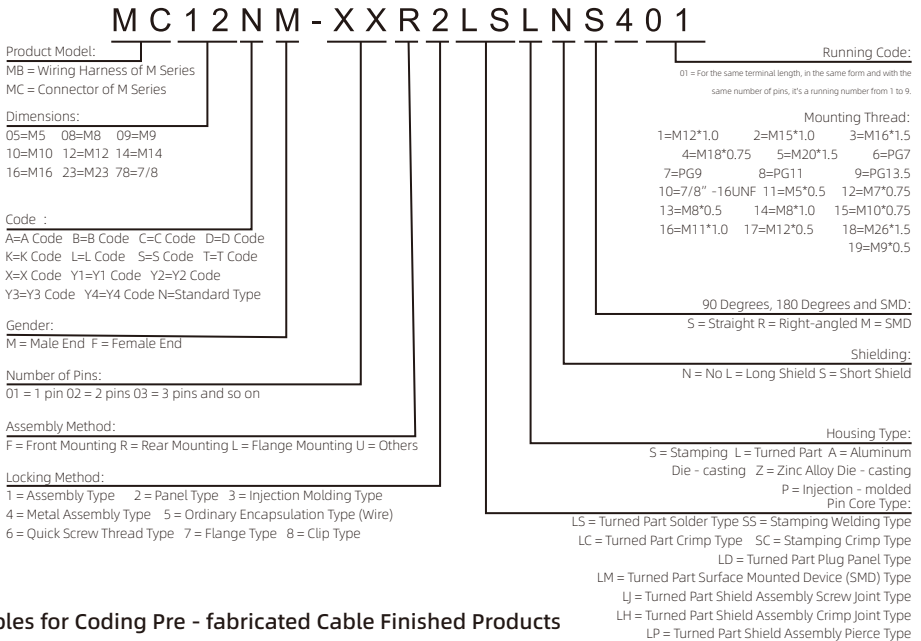 MC12NM-XXR2LSLNS401
Product Model:
MB = Wiring Harness of M Series
MC = Connector of M Series
Dimensions:
05=M5 08=M8 09=M9
10=M10 12=M12 14=M14
16=M16 23=M23 78=7/8
Code :
A=A Code B=B Code C=C Code D=D Code
K=K Code L=L Code S=S Code T=T Code
X=X Code Y1=Y1 Code Y2=Y2 Code
Y3=Y3 Code Y4=Y4 Code N=Standard Type
Gender:
M = Male End F = Female End
Number of Pins:
01 = 1 pin 02 = 2 pins 03 = 3 pins and so on
Assembly Method:
F = Front Mounting R = Rear Mounting L = Flange Mounting U = Others
Locking Method:
1 = Assembly Type 2 = Panel Type 3 = Injection Molding Type
4 = Metal Assembly Type 5 = Ordinary Encapsulation Type (Wire)
6 = Quick Screw Thread Type 7 = Flange Type 8 = Clip Type
Running Code:
01 = For the same terminal length, in the same form and with the
same number of pins, it's a running number from 1 to 9.
Mounting Thread:
1=M12*1.0 2=M15*1.0 3=M16*1.5
4=M18*0.75 5=M20*1.5 6=PG7
7=PG9 8=PG11 9=PG13.5
10=7/8" -16UNF 11=M5*0.5 12=M7*0.75
13=M8*0.5 14=M8*1.0 15=M10*0.75
16=M11*1.0 17=M12*0.5 18=M26*1.5
19=M9*0.5
90 Degrees, 180 Degrees and SMD:
S = Straight R = Right-angled M = SMD
Shielding:
N = No L = Long Shield S = Short Shield
Housing Type:
S = Stamping L = Turned Part A = Aluminum
Die - casting Z = Zinc Alloy Die - casting
P = Injection - molded
Pin Core Type:
LS = Turned Part Solder Type SS = Stamping Welding Type
LC = Turned Part Crimp Type SC = Stamping Crimp Type
LD = Turned Part Plug Panel Type
LM = Turned Part Surface Mounted Device (SMD) Type
LJ = Turned Part Shield Assembly Screw Joint Type
LH = Turned Part Shield Assembly Crimp Joint Type
LP = Turned Part Shield Assembly Pierce Type
for Coding Pre - fabricated Cable Finished Products